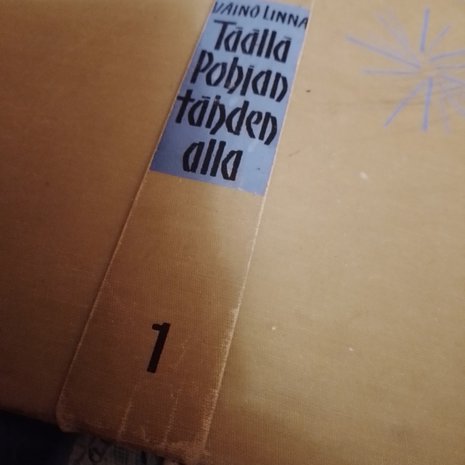 VÄINÖ LINNA
Täällä
Pohjan
tähden
alla
1